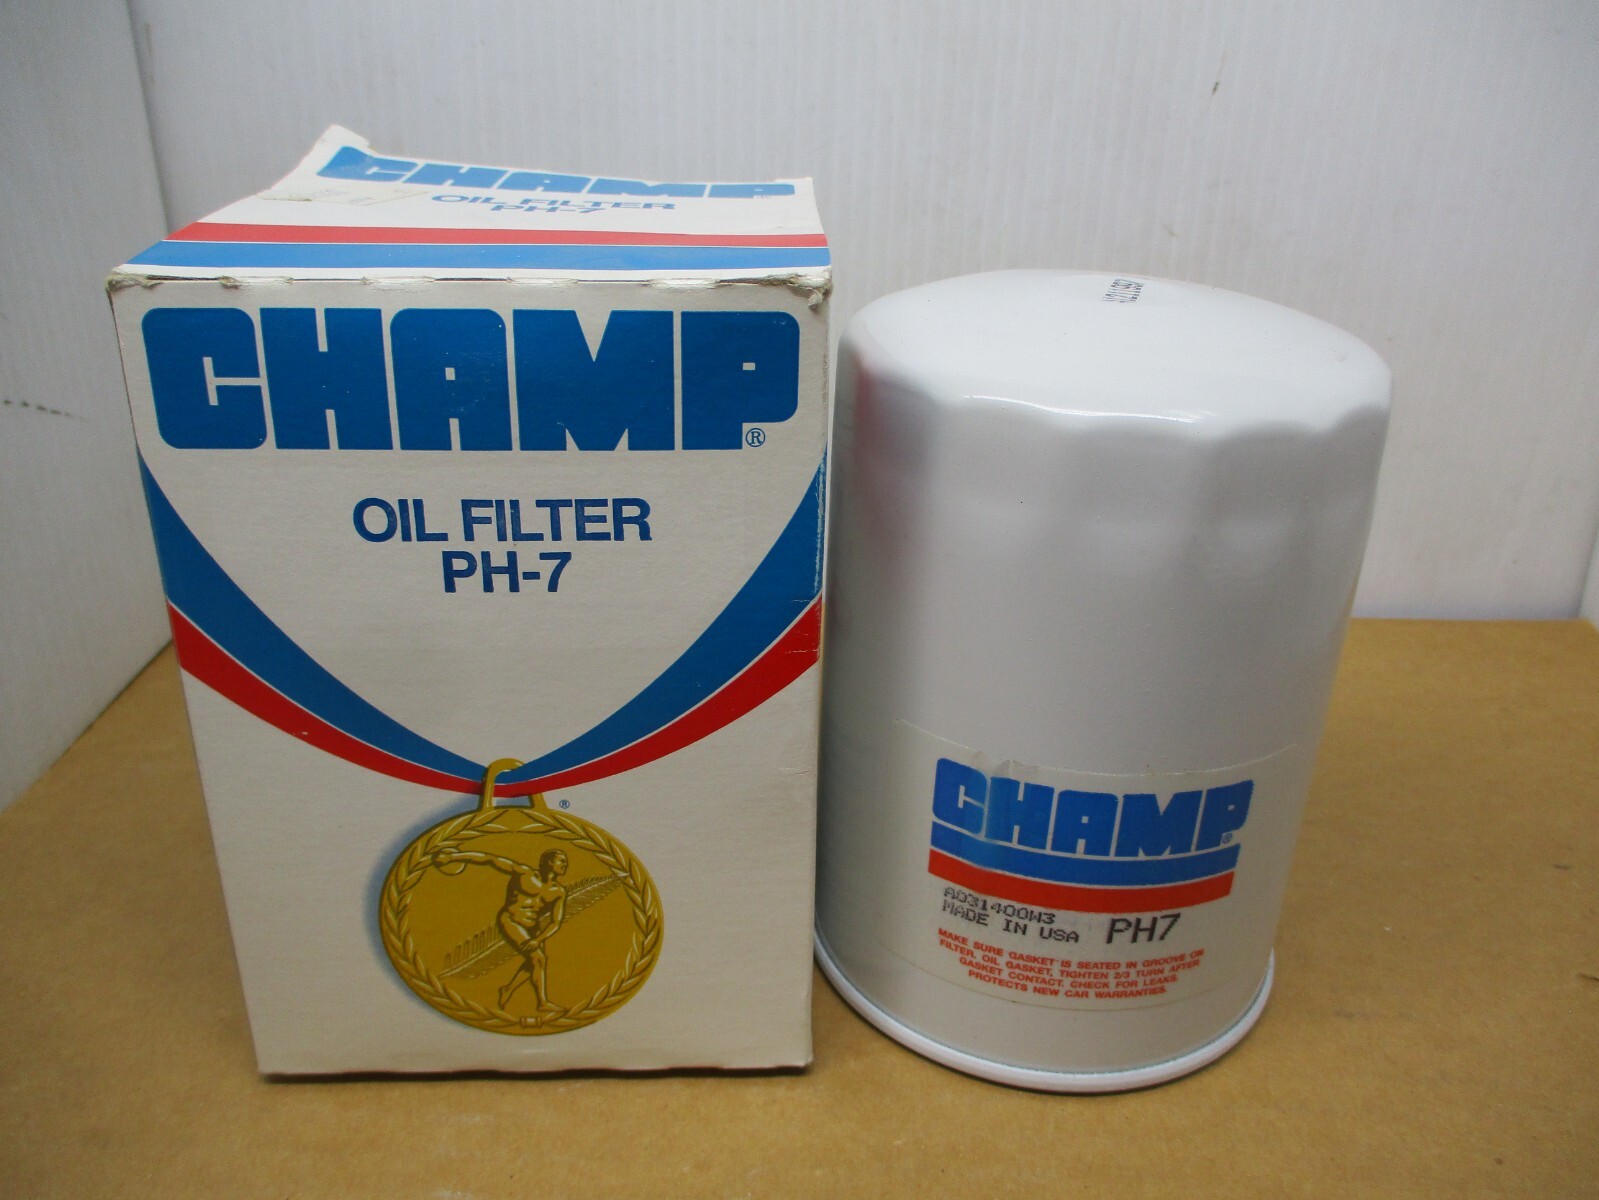 CHAMP
OIL FILTER
PH-7
CHAMP®
OIL FILTER
PH-7
®
CHAMP®
A031400W3
MADE IN USA PH7
MAKE SURE GASKET IS SEATED IN GROOVE ON
FILTER. OIL GASKET, TIGHTEN 2/3 TURN AFTER
GASKET CONTACT. CHECK FOR LEAKS.
PROTECTS NEW CAR WARRANTIES.